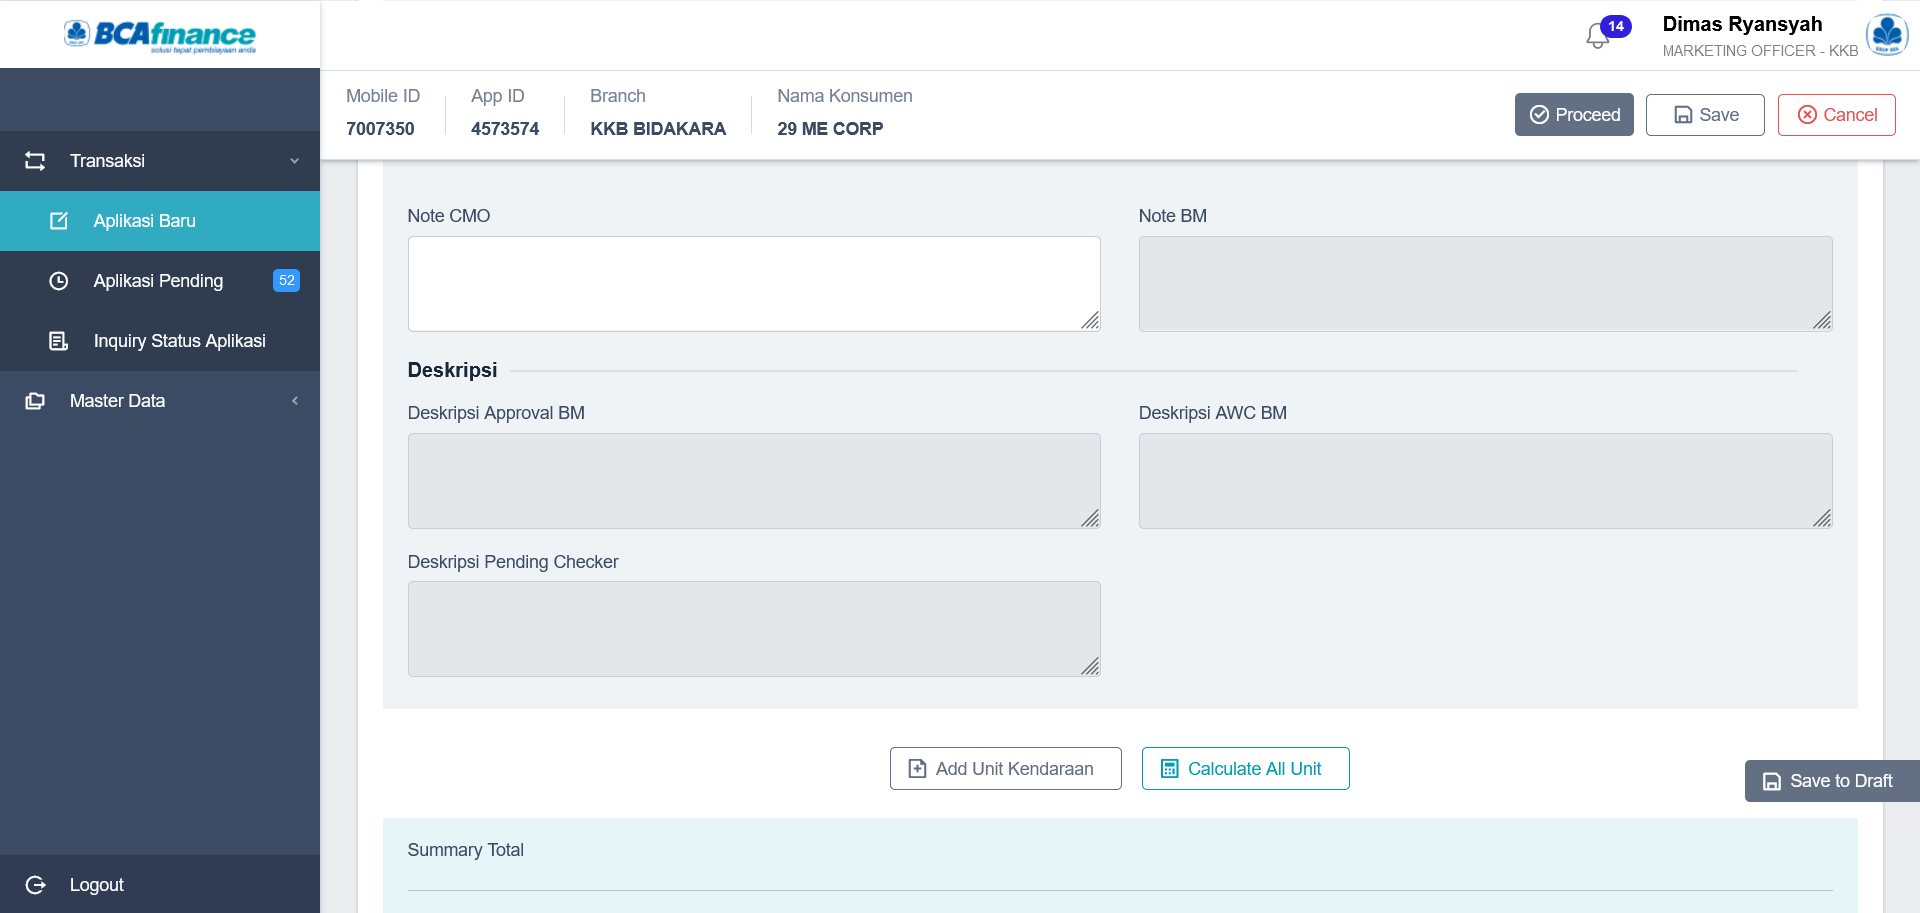 BCAfinance
solusi tepat pembiayaan anda
14
Dimas Ryansyah
MARKETING OFFICER - KKB
Mobile ID
7007350
App ID
4573574
Branch
KKB BIDAKARA
Nama Konsumen
29 ME CORP
Proceed
Save
Cancel
Transaksi
Aplikasi Baru
Aplikasi Pending
52
Inquiry Status Aplikasi
Master Data
Logout
Note CMO
Note BM
Deskripsi
Deskripsi Approval BM
Deskripsi AWC BM
Deskripsi Pending Checker
Add Unit Kendaraan
Calculate All Unit
Save to Draft
Summary Total